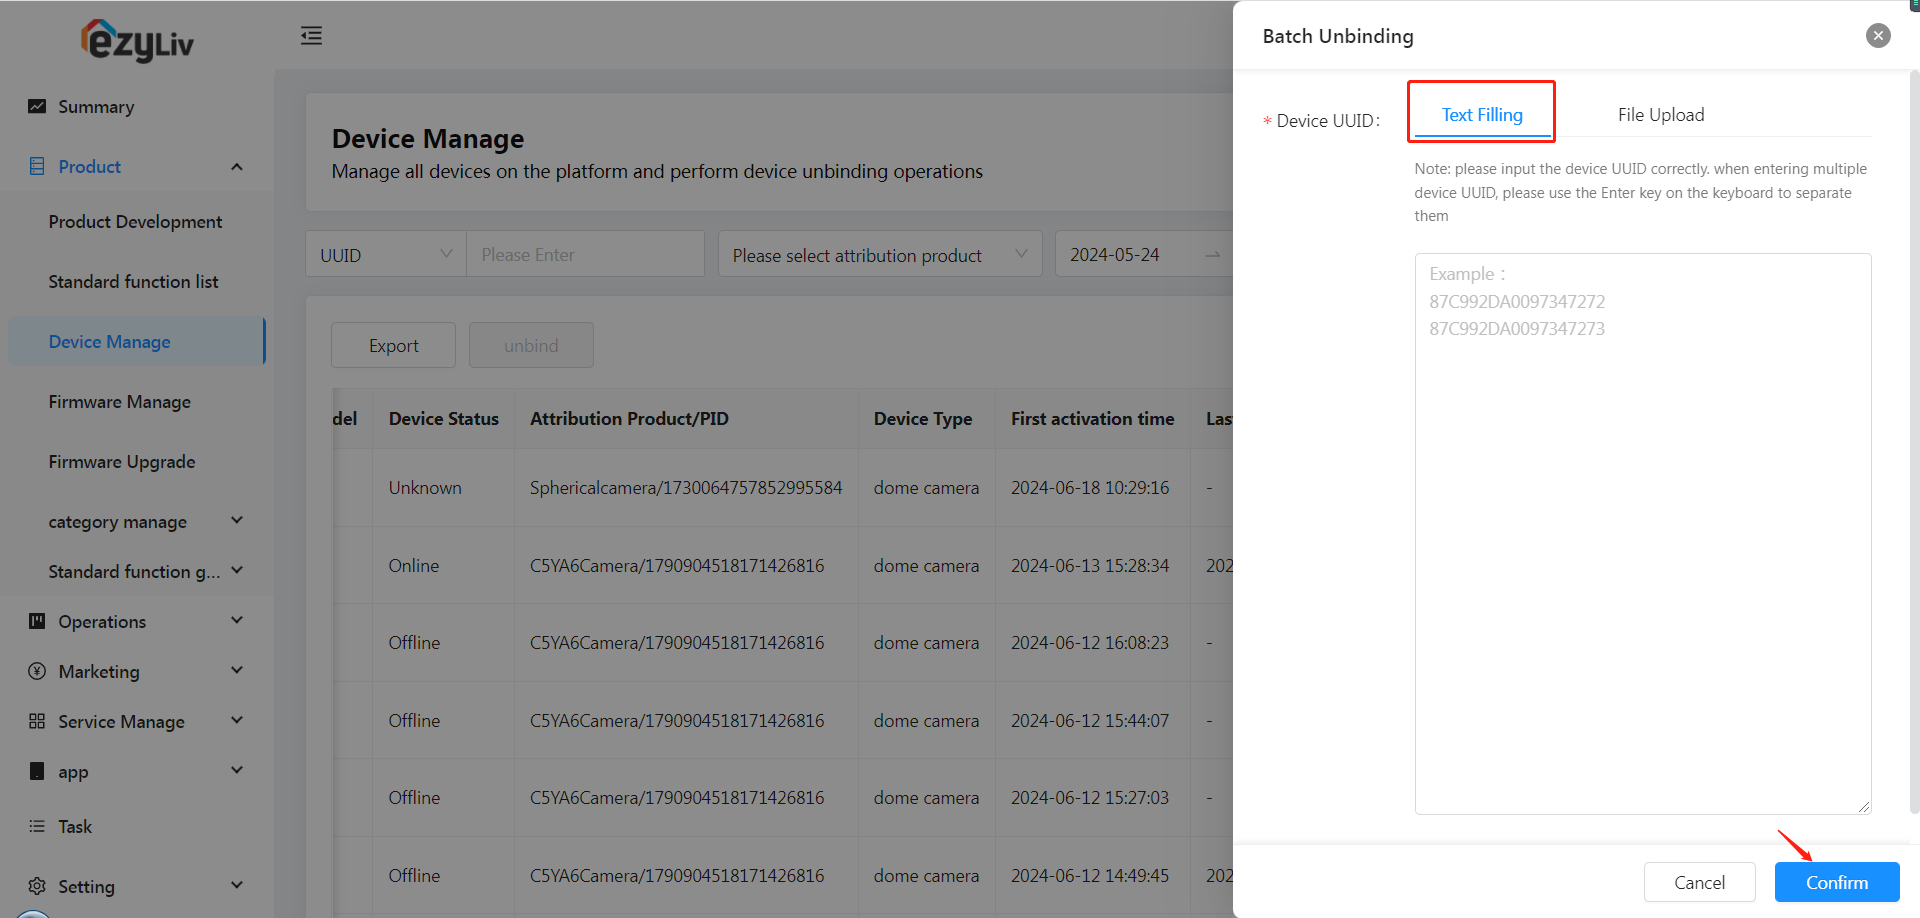 ezyLiv
Summary
Product
Product Development
Standard function list
Device Manage
Firmware Manage
Firmware Upgrade
category manage
Standard function g...
Operations
Marketing
Service Manage
app
Task
Setting
Device Manage
Manage all devices on the platform and perform device unbinding operations
UUID
Please Enter
Please select attribution product
2024-05-24
Export
unbind
del Device Status Attribution Product/PID Device Type First activation time Las
Unknown Sphericalcamera/1730064757852995584 dome camera 2024-06-18 10:29:16 -
Online C5YA6Camera/1790904518171426816 dome camera 2024-06-13 15:28:34 202
Offline C5YA6Camera/1790904518171426816 dome camera 2024-06-12 16:08:23 -
Offline C5YA6Camera/1790904518171426816 dome camera 2024-06-12 15:44:07 -
Offline C5YA6Camera/1790904518171426816 dome camera 2024-06-12 15:27:03 -
Offline C5YA6Camera/1790904518171426816 dome camera 2024-06-12 14:49:45 202
Batch Unbinding
* Device UUID:
Text Filling
File Upload
Note: please input the device UUID correctly. when entering multiple
device UUID, please use the Enter key on the keyboard to separate
them
Example：
87C992DA0097347272
87C992DA0097347273
Cancel
Confirm